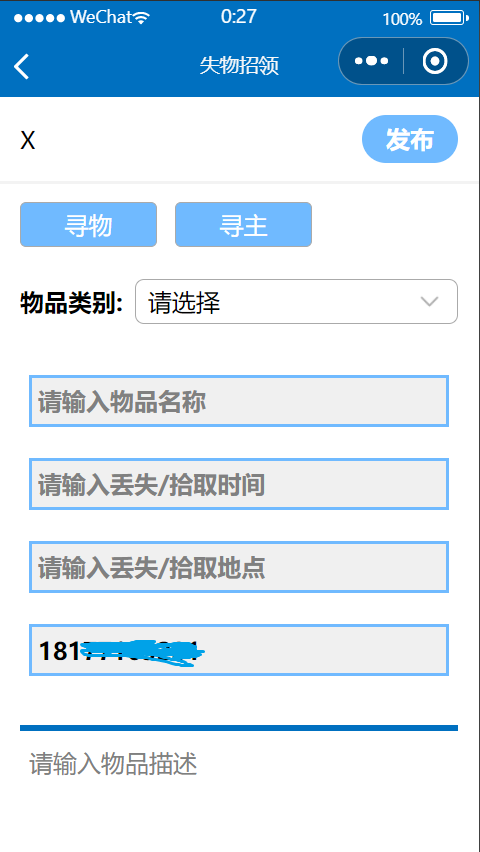 WeChat 0:27 100%
失物招领
X 发布
寻物 寻主
物品类别: 请选择
请输入物品名称
请输入丢失/拾取时间
请输入丢失/拾取地点
请输入物品描述